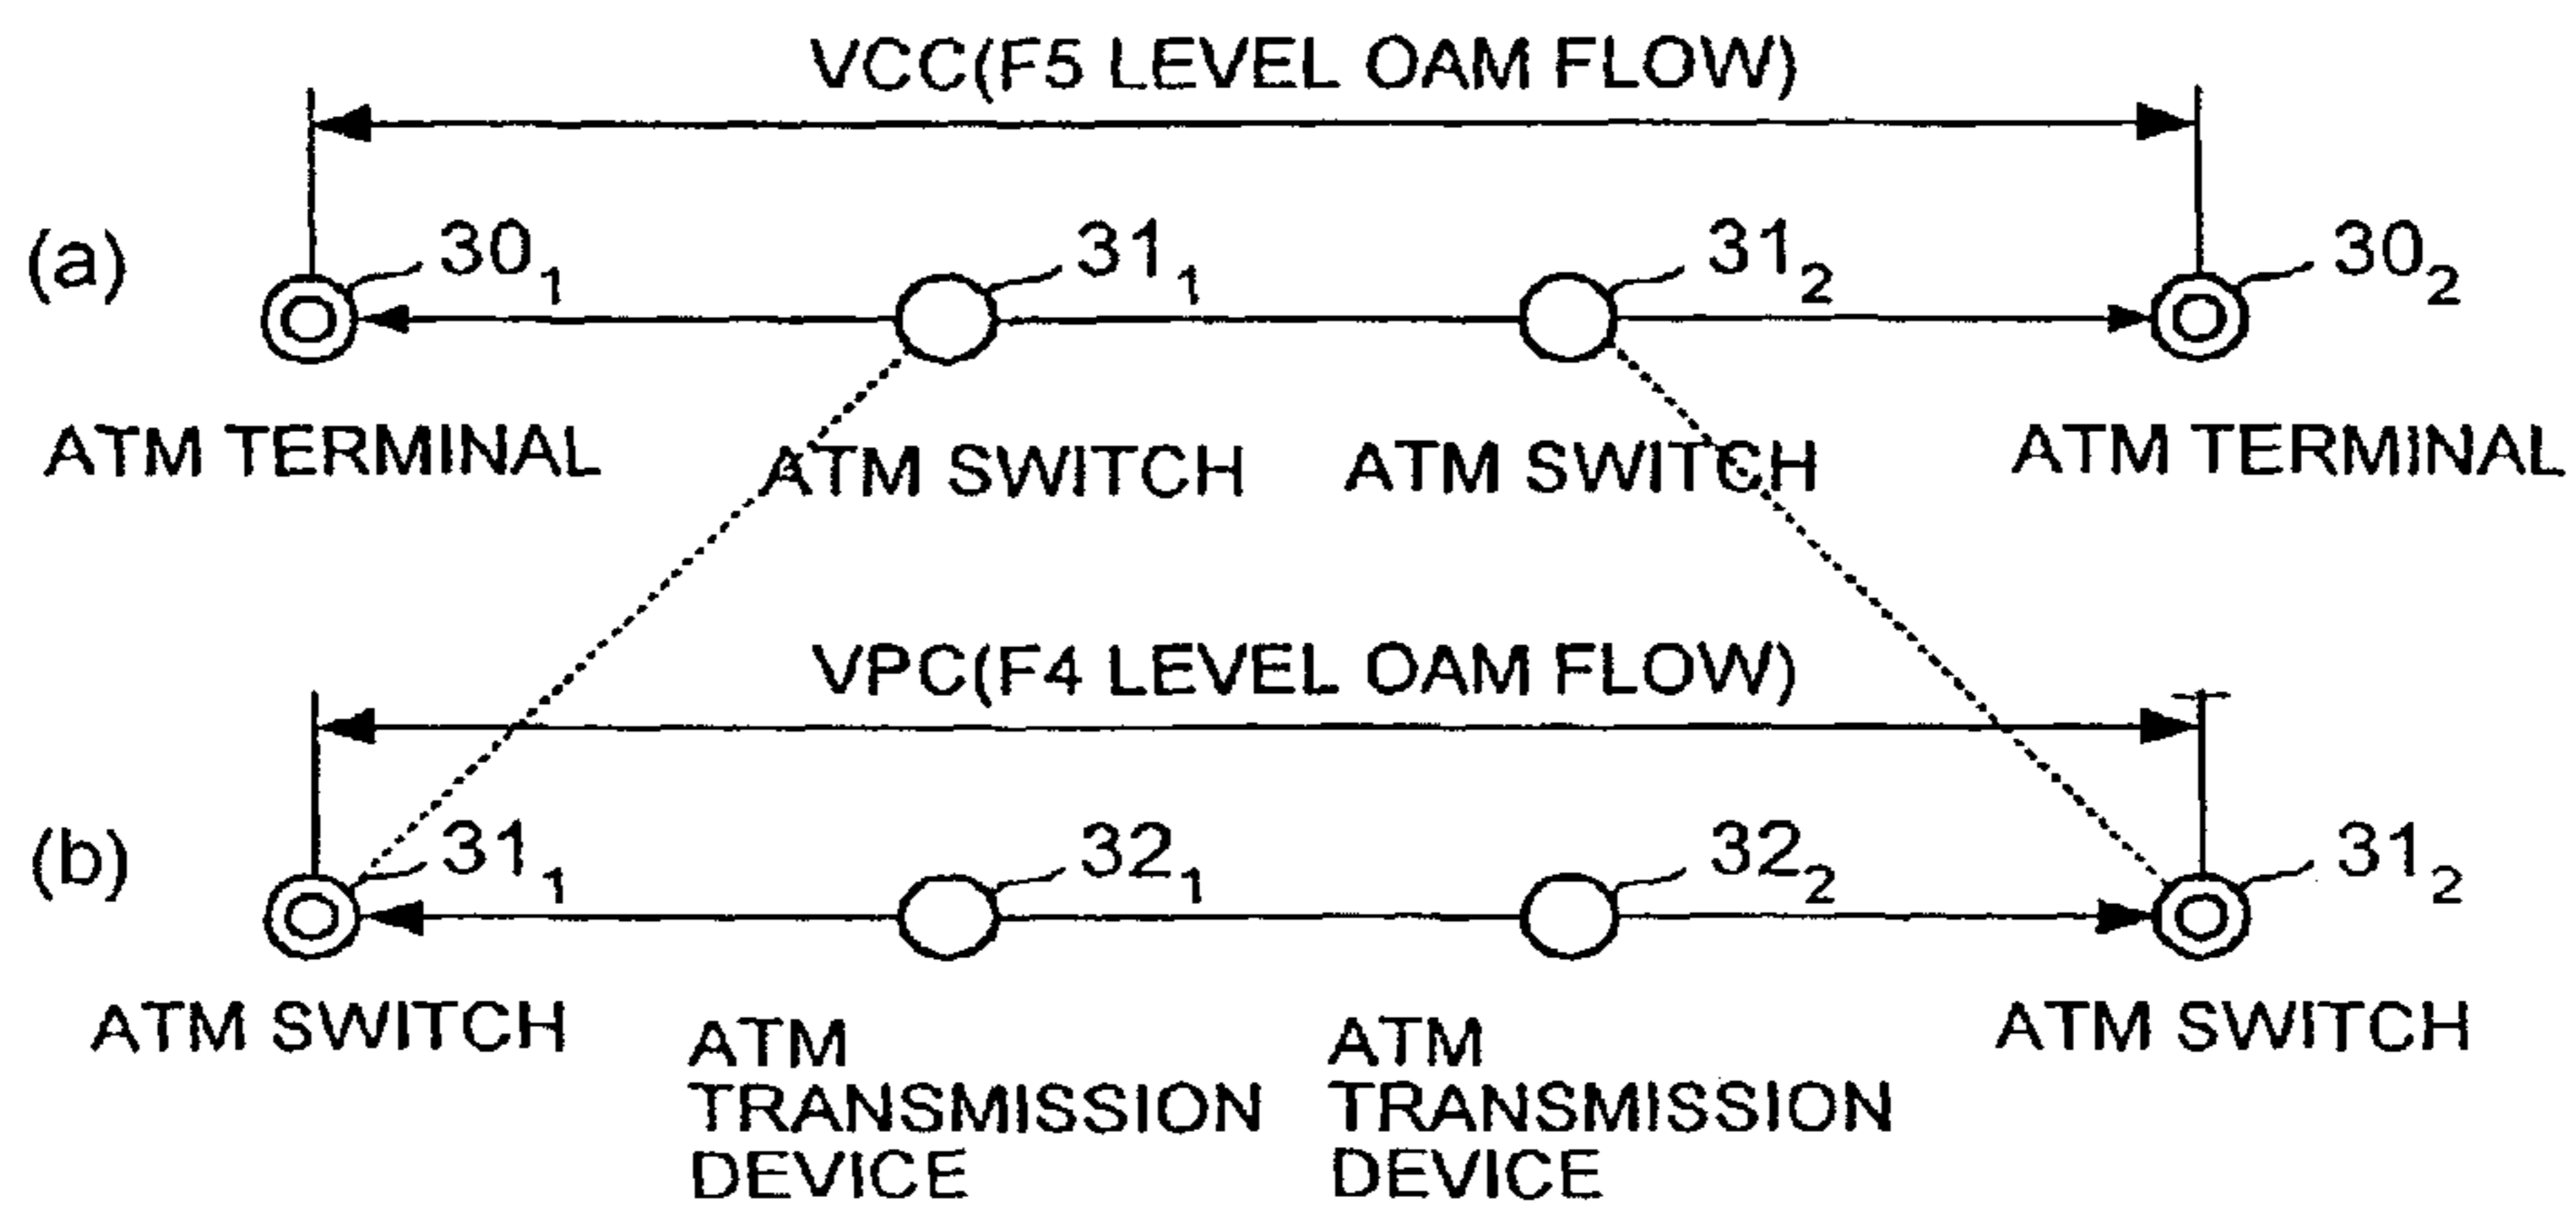 VCC(F5 LEVEL OAM FLOW)
(a) 30₁ 31₁ 31₂ 30₂
ATM TERMINAL ATM SWITCH ATM SWITCH ATM TERMINAL
VPC(F4 LEVEL OAM FLOW)
(b) 31₁ 32₁ 32₂ 31₂
ATM SWITCH
ATM
TRANSMISSION
DEVICE
ATM
TRANSMISSION
DEVICE
ATM SWITCH